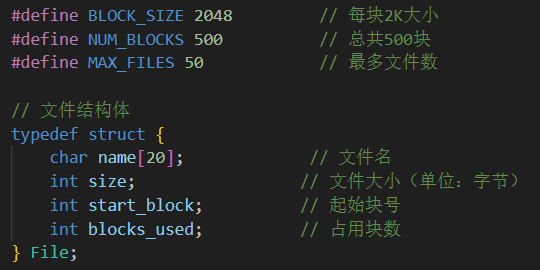 #define BLOCK_SIZE 2048 // 每块2K大小
#define NUM_BLOCKS 500 // 总共500块
#define MAX_FILES 50 // 最多文件数
// 文件结构体
typedef struct {
char name[20]; // 文件名
int size; // 文件大小（单位：字节）
int start_block; // 起始块号
int blocks_used; // 占用块数
} File;